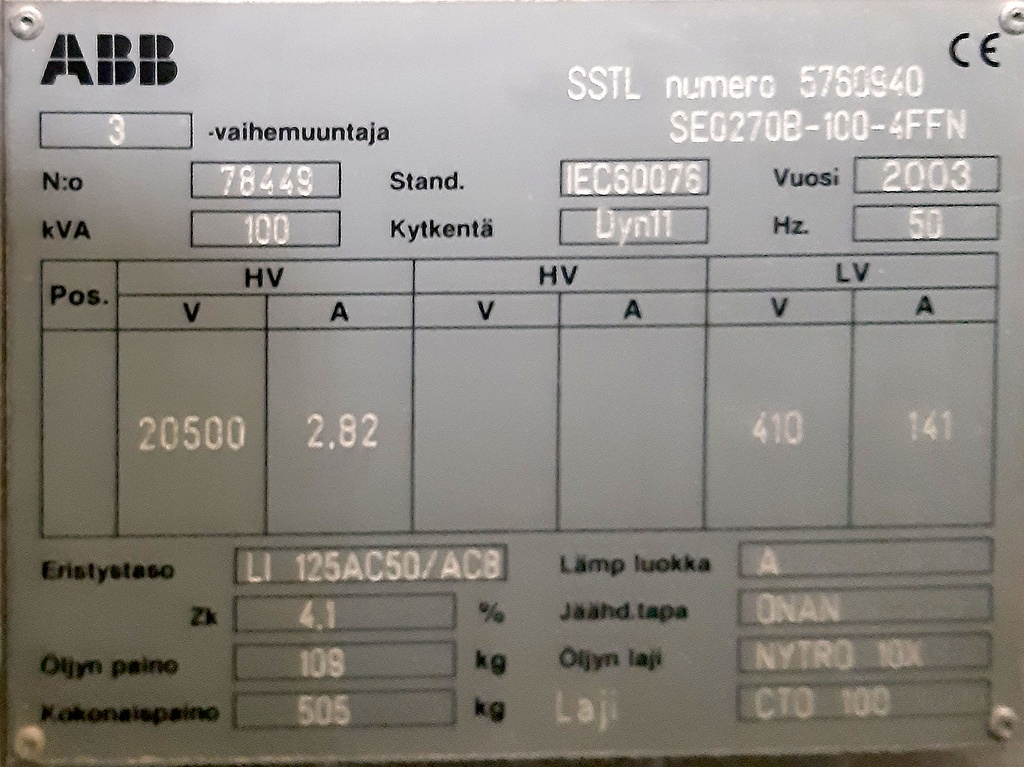 ABB
CE
SSTL numero 5760940
SEO270B-100-4FFN
3 -vaihemuuntaja
N:o 78449 Stand. IEC60076 Vuosi 2003
kVA 100 Kytkentä Dyn11 Hz. 50
Pos. HV HV LV
V A V A V A
20500 2,82 410 141
Eristystaso LI 125AC50/AC8 Lämp luokka A
Zk 4,1 % Jäähd.tapa ONAN
Öljyn paino 109 kg Öljyn laji NYTRO 10X
Kokonaispaino 505 kg Laji CTO 100